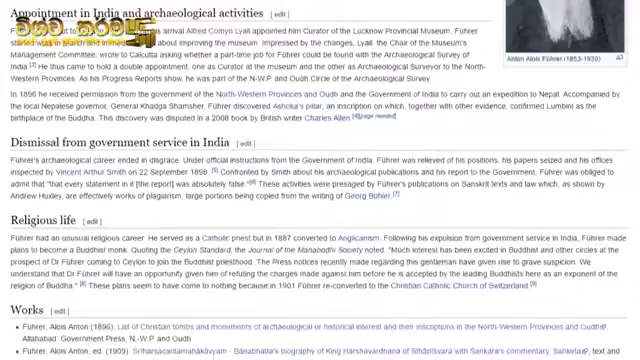 විශ්ව කර්ම
Appointment in India and archaeological activities [ edit ]
s arrival Alfred Comyn Lyall appointed him Curator of the Lucknow Provincial Museum, Führer
started work in March and about improving the museum. Impressed by the changes, Lyall, the Chair of the Museum's
Management Committee, wrote to Calcutta asking whether a part-time job for Führer could be found with the Archaeological Survey of
India.[3] He thus came to hold a double appointment, one as Curator at the museum and the other as Archaeological Surveyor to the North-
Western Provinces. As his Progress Reports show, he was part of the N-W.P. and Oudh Circle of the Archaeological Survey.
Anton Alois Führer (1853-1930)
In 1896 he received permission from the government of the North-Western Provinces and Oudh and the Government of India to carry out an expedition to Nepal. Accompanied by
the local Nepalese governor, General Khadga Shamsher, Führer discovered Ashoka's pillar, an inscription on which, together with other evidence, confirmed Lumbini as the
birthplace of the Buddha. This discovery was disputed in a 2008 book by British writer Charles Allen.[4][page needed]
Dismissal from government service in India [ edit ]
Führer's archaeological career ended in disgrace. Under official instructions from the Government of India, Führer was relieved of his positions, his papers seized and his offices
inspected by Vincent Arthur Smith on 22 September 1898.[5] Confronted by Smith about his archaeological publications and his report to the Government, Führer was obliged to
admit that "that every statement in it [the report] was absolutely false."[6] These activities were presaged by Führer's publications on Sanskrit texts and law which, as shown by
Andrew Huxley, are effectively works of plagiarism, large portions being copied from the writing of Georg Bühler.[7]
Religious life [ edit ]
Führer had an unusual religious career. He served as a Catholic priest but in 1887 converted to Anglicanism. Following his expulsion from government service in India, Führer made
plans to become a Buddhist monk. Quoting the Ceylon Standard, the Journal of the Mahabodhi Society noted: "Much interest has been excited in Buddhist and other circles at the
prospect of Dr Führer coming to Ceylon to join the Buddhist priesthood. The Press notices recently made regarding this gentleman have given rise to grave suspicion. We
understand that Dr Führer will have an opportunity given him of refuting the charges made against him before he is accepted by the leading Buddhists here as an exponent of the
religion of Buddha."[8] These plans seem to have come to nothing because in 1901 Führer re-converted to the Christian Catholic Church of Switzerland.[9]
Works [ edit ]
• Führer, Alois Anton (1896). List of Christian tombs and monuments of archaeological or historical interest and their inscriptions in the North-Western Provinces and Oudh.
Allahabad: Government Press, N.-W.P. and Oudh
• Führer, Alois Anton, ed. (1909). Śrīharṣacaritamahākāvyam - Bāṇabhaṭṭa's biography of King Harshavardhana of Sthāṇīśvara with Śaṅkara's commentary, Saṅketa, text and